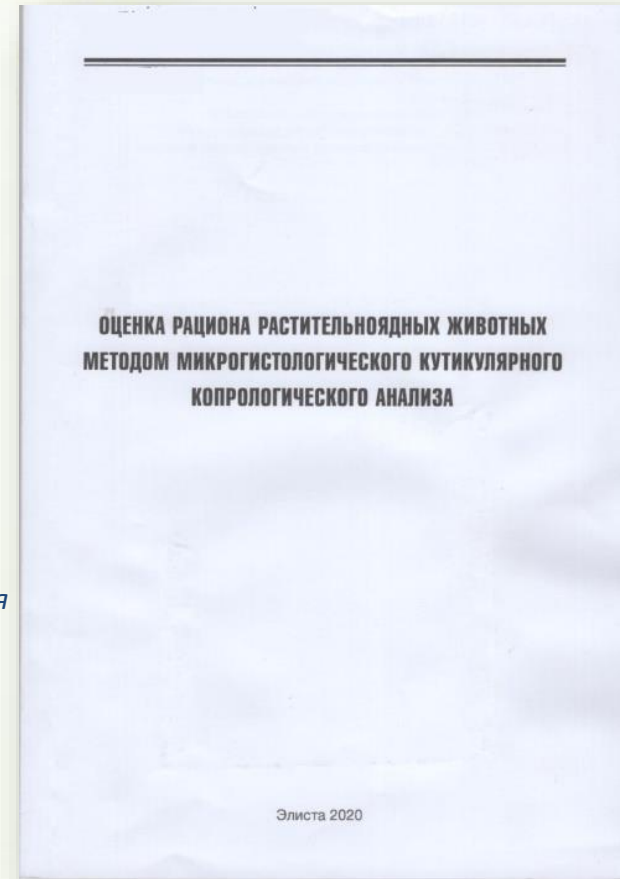 ОЦЕНКА РАЦИОНА РАСТИТЕЛЬНОЯДНЫХ ЖИВОТНЫХ
МЕТОДОМ МИКРОГИСТОЛОГИЧЕСКОГО КУТИКУЛЯРНОГО
КОПРОЛОГИЧЕСКОГО АНАЛИЗА
я
Элиста 2020